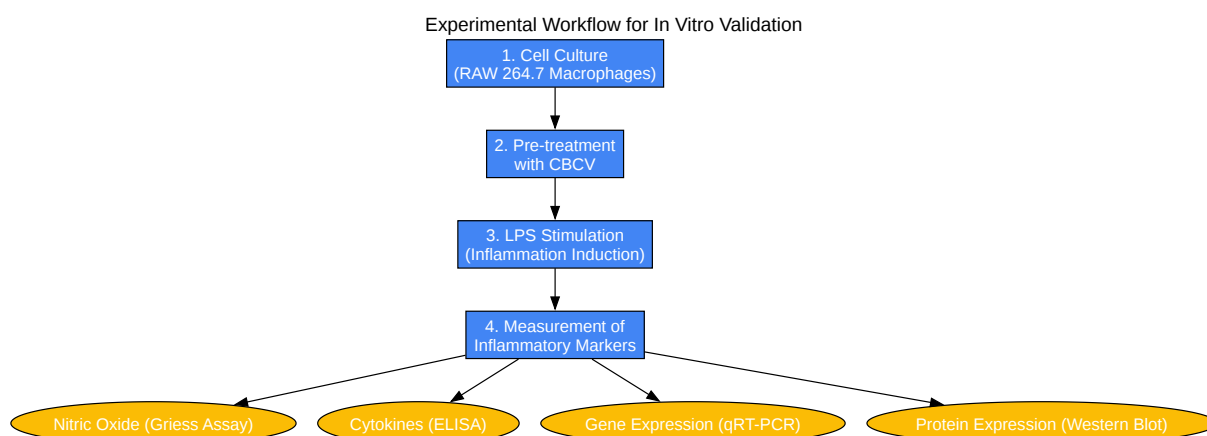 Experimental Workflow for In Vitro Validation
1. Cell Culture
(RAW 264.7 Macrophages)
2. Pre-treatment
with CBCV
3. LPS Stimulation
(Inflammation Induction)
4. Measurement of
Inflammatory Markers
Nitric Oxide (Griess Assay)
Cytokines (ELISA)
Gene Expression (qRT-PCR)
Protein Expression (Western Blot)